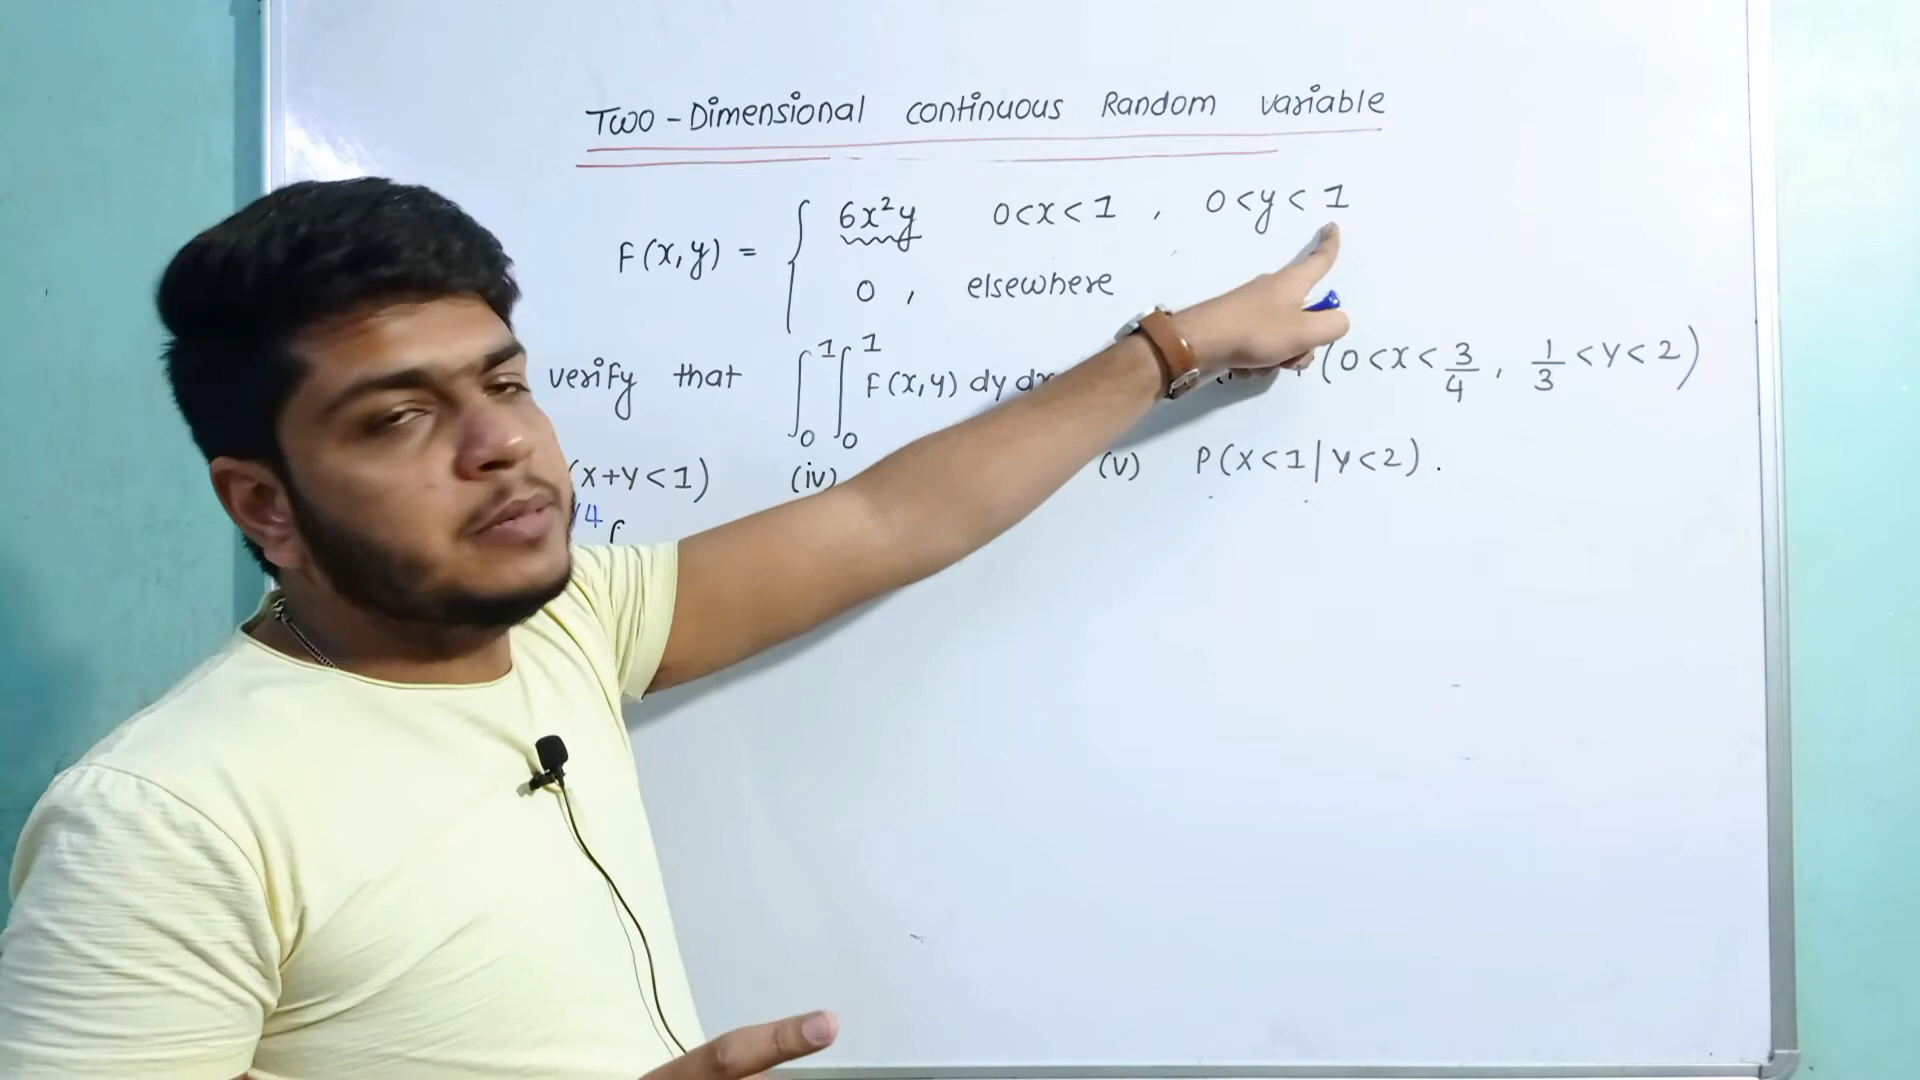 Two-Dimensional continuous Random variable
F(x,y) = { 6x²y 0<x<1 , 0<y<1
0 , elsewhere
verify that ∫₀¹∫₀¹ F(x,y) dy dx (0<x<3/4, 1/3<Y<2)
(x+Y<1) (iv) (v) P(X<1|Y<2).
/4 ∫